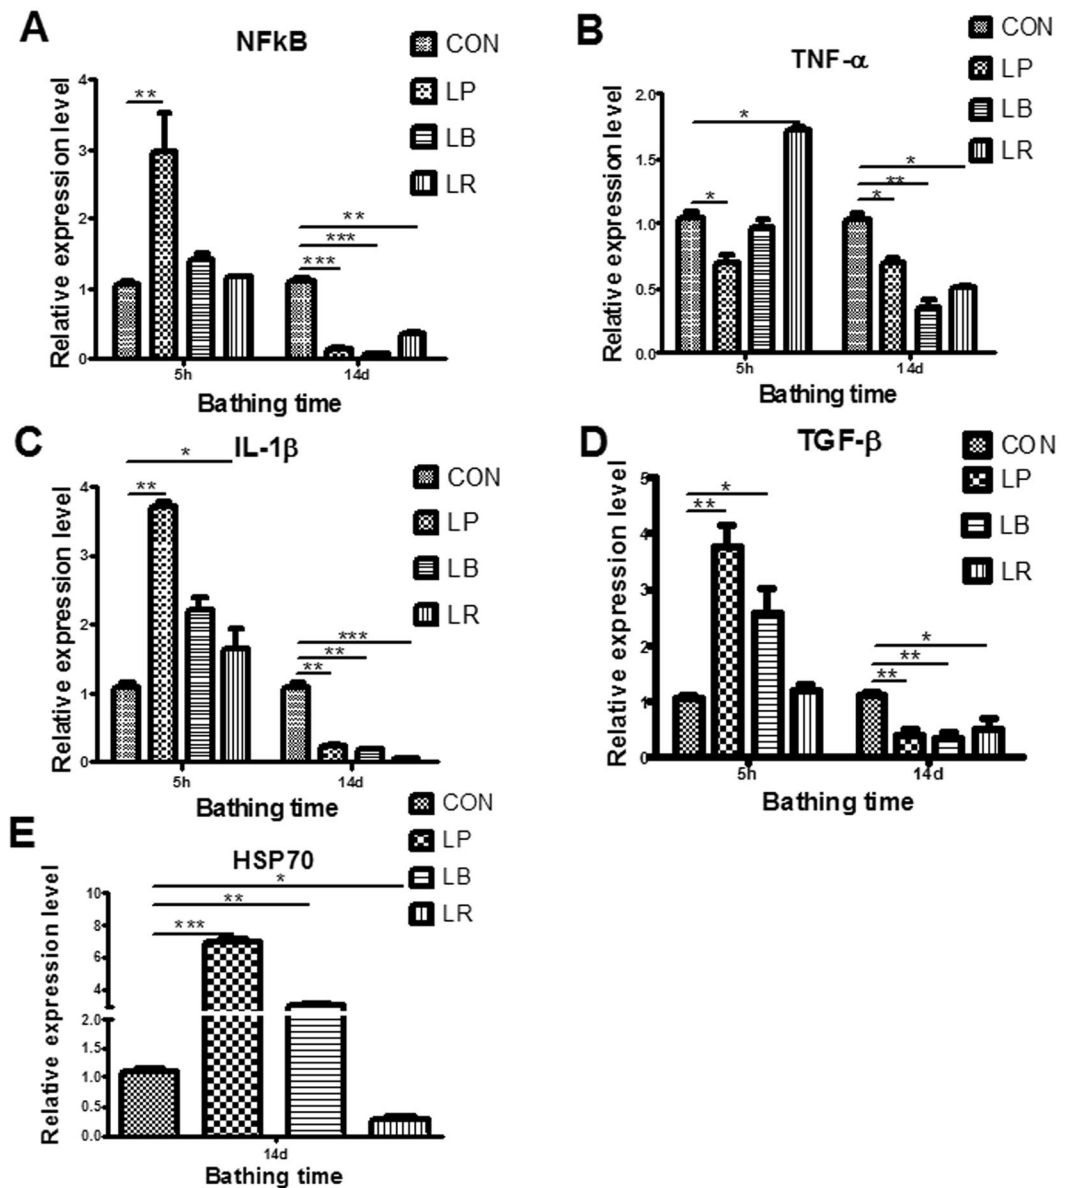 A
NFkB
CON
LP
LB
LR
Relative expression level
4
3
2
1
0
**
***
***
**
5h
14d
Bathing time
B
TNF-α
CON
LP
LB
LR
Relative expression level
2.0
1.5
1.0
0.5
0.0
*
*
*
**
*
5h
14d
Bathing time
C
IL-1β
CON
LP
LB
LR
Relative expression level
4
3
2
1
0
*
**
***
**
**
5h
14d
Bathing time
D
TGF-β
CON
LP
LB
LR
Relative expression level
5
4
3
2
1
0
*
**
*
**
**
5h
14d
Bathing time
E
HSP70
CON
LP
LB
LR
Relative expression level
10
8
6
4
2.0
1.5
1.0
0.5
0.0
*
**
***
14d
Bathing time